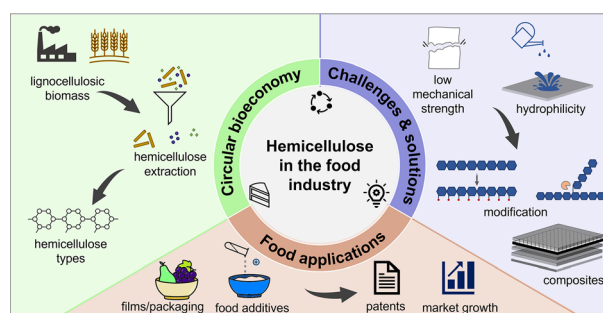 lignocellulosic
biomass
hemicellulose
extraction
hemicellulose
types
Circular bioeconomy
Challenges & solutions
Food applications
Hemicellulose
in the food
industry
low
mechanical
strength
hydrophilicity
modification
composites
films/packaging
food additives
patents
market growth